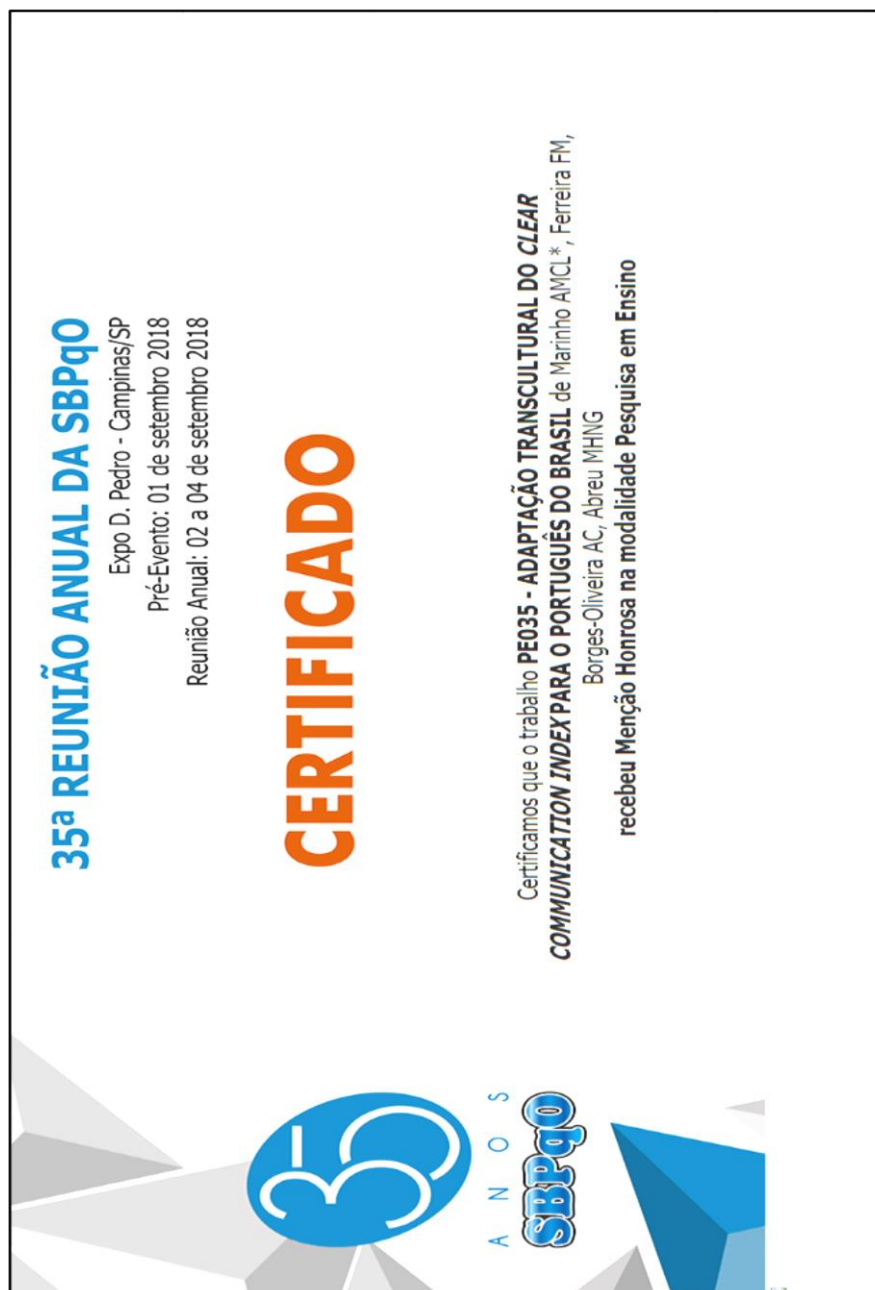 35ª REUNIÃO ANUAL DA SBPqO
Expo D. Pedro - Campinas/SP
Pré-Evento: 01 de setembro 2018
Reunião Anual: 02 a 04 de setembro 2018
CERTIFICADO
Certificamos que o trabalho PE035 - ADAPTAÇÃO TRANSCULTURAL DO CLEAR
COMMUNICATION INDEX PARA O PORTUGUÊS DO BRASIL de Marinho AMCL*, Ferreira FM,
Borges-Oliveira AC, Abreu MHNG
recebeu Menção Honrosa na modalidade Pesquisa em Ensino
35
ANOS
SBPqO